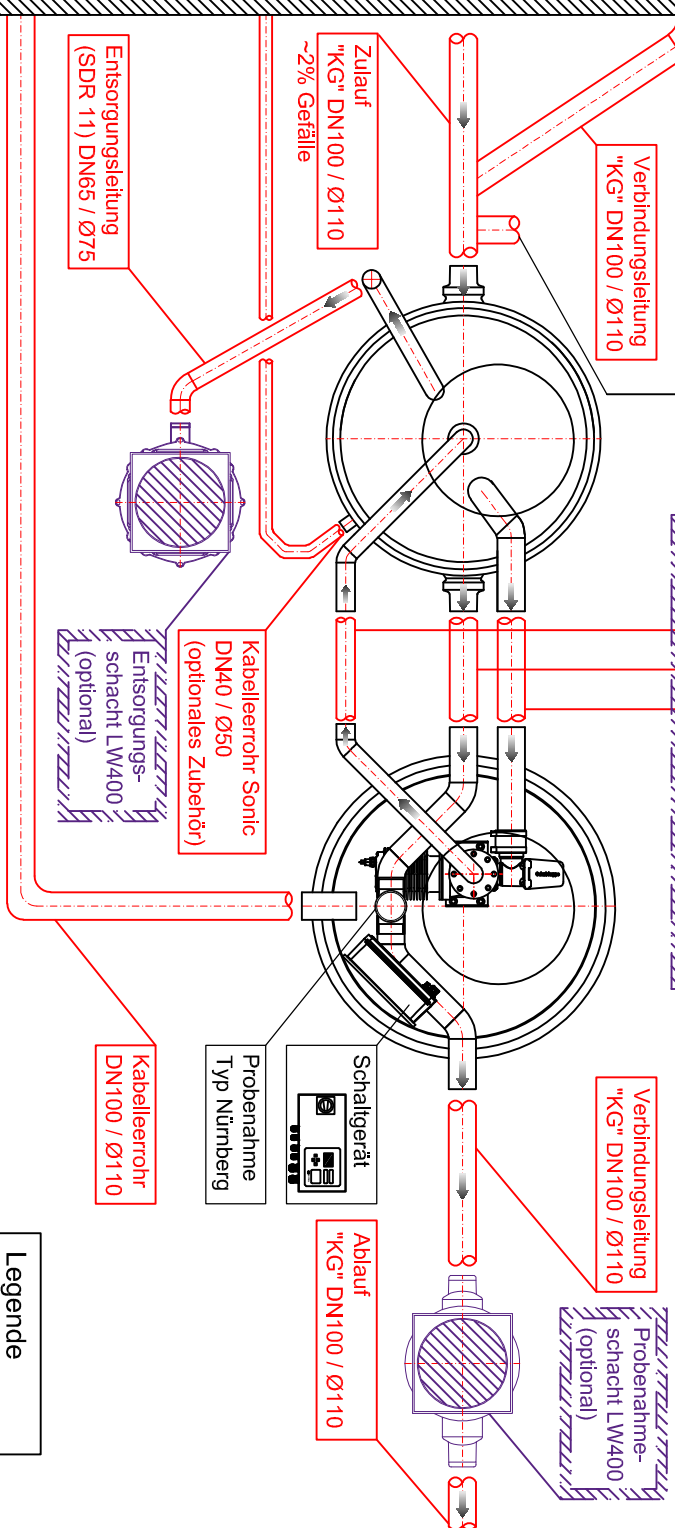 Verbindungsleitung
"KG" DN100 / Ø110
Zulauf
"KG" DN100 / Ø110
~2% Gefälle
Entsorgungsleitung
(SDR 11) DN65 / Ø75
Entsorgungs-
schacht LW400
(optional)
Kabelleerrohr Sonic
DN40 / Ø50
(optionales Zubehör)
Kabelleerrohr
DN100 / Ø110
Probenahme
Typ Nürnberg
Schaltgerät
Verbindungsleitung
"KG" DN100 / Ø110
Ablauf
"KG" DN100 / Ø110
Probenahme-
schacht LW400
(optional)
Legende